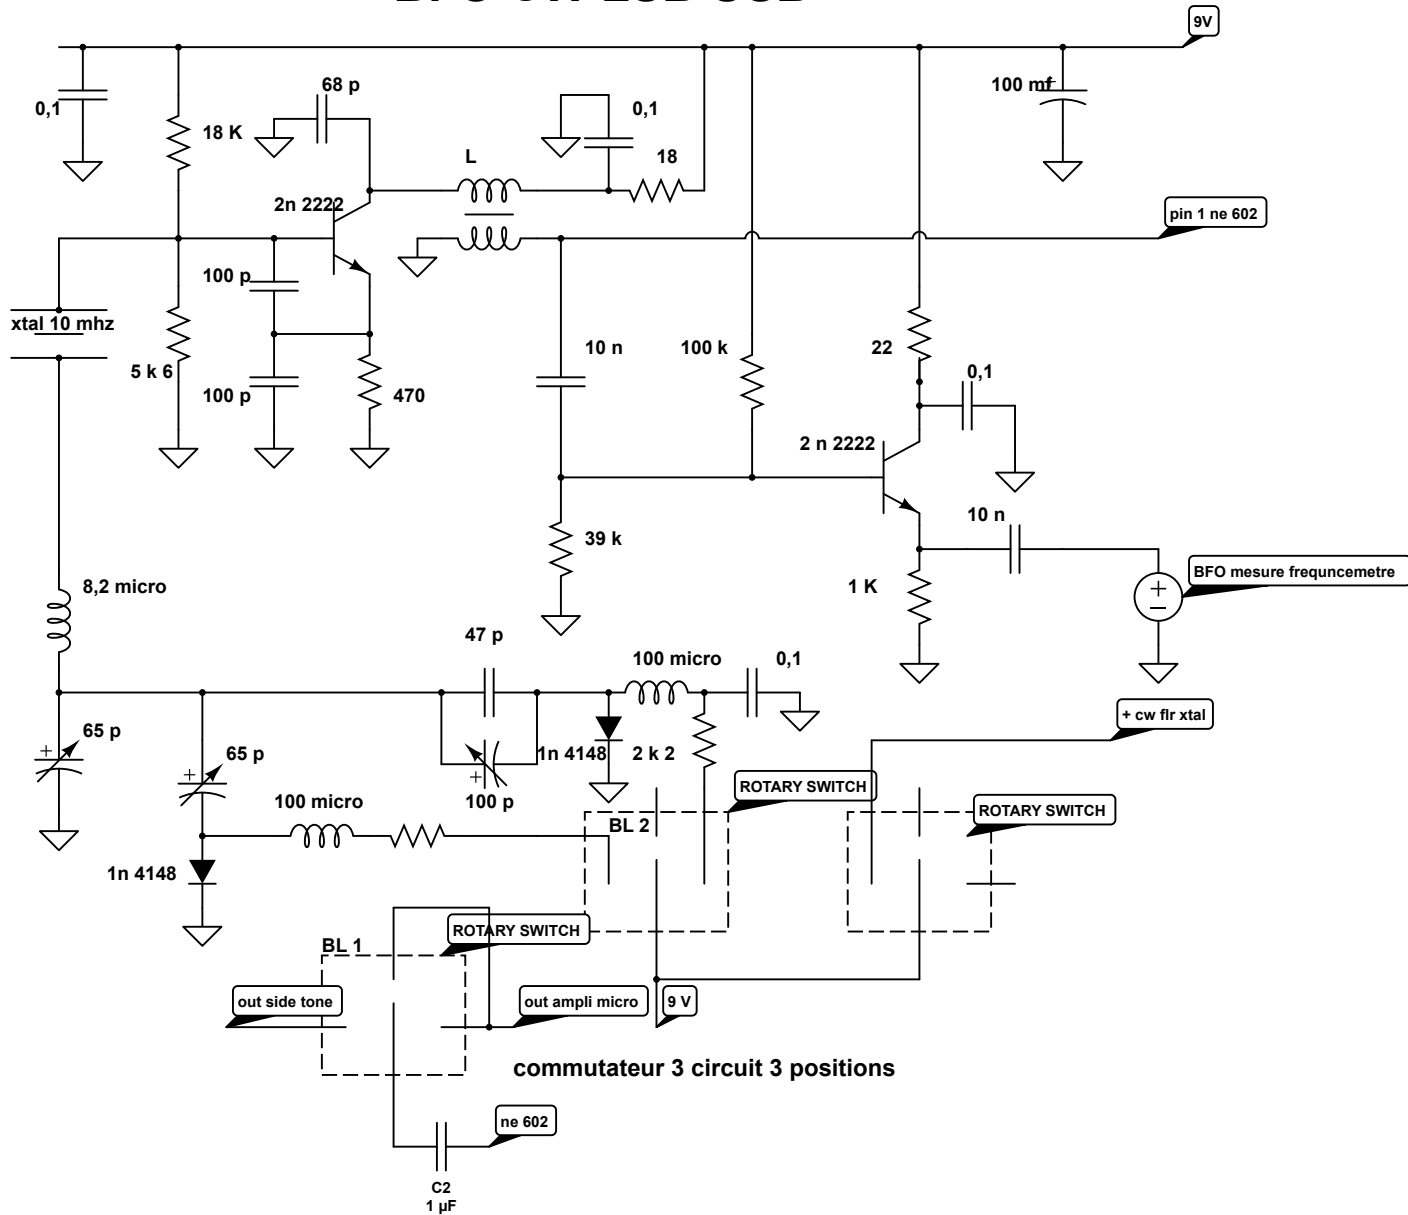 9V
68 p
100 mf
0,1
0,1
18 K
L
18
2n 2222
pin 1 ne 602
100 p
xtal 10 mhz
10 n
100 k
22
5 k 6
0,1
100 p
470
2 n 2222
10 n
39 k
BFO mesure frequncemetre
8,2 micro
1 K
47 p
100 micro
0,1
+ cw flr xtal
65 p
65 p
1n 4148
2 k 2
ROTARY SWITCH
100 micro
100 p
ROTARY SWITCH
BL 2
1n 4148
ROTARY SWITCH
BL 1
out side tone
out ampli micro
9 V
commutateur 3 circuit 3 positions
ne 602
C2
1 µF